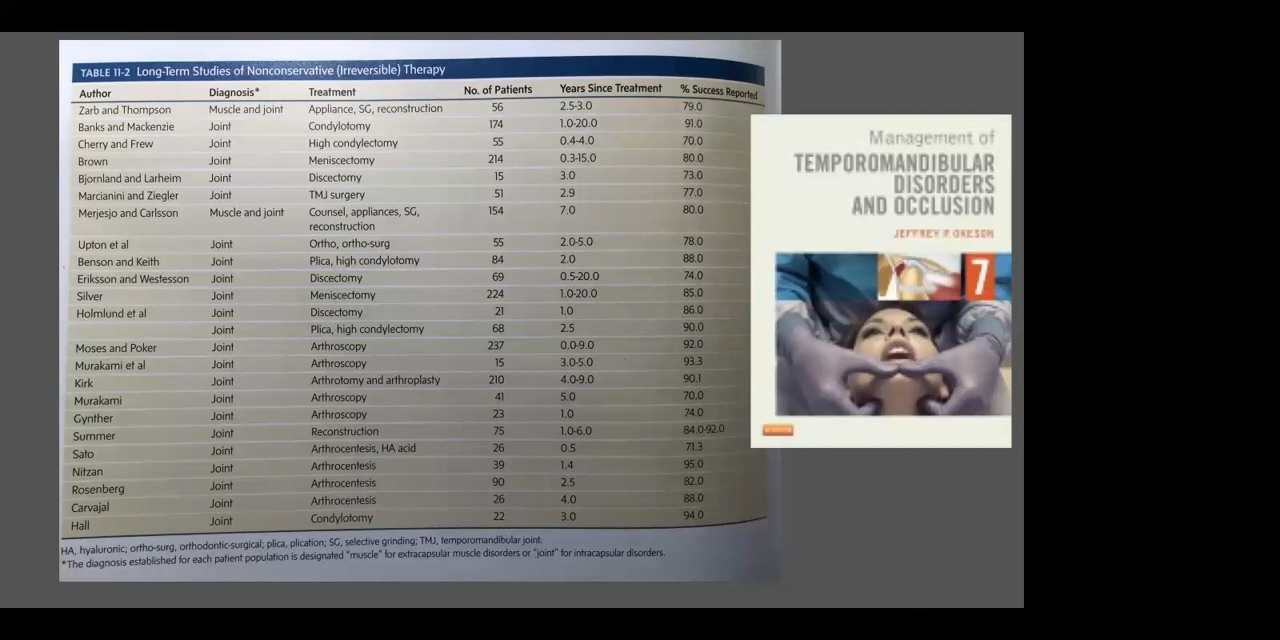 TABLE 11-2 Long-Term Studies of Nonconservative (Irreversible) Therapy
Author Diagnosis* Treatment No. of Patients Years Since Treatment % Success Reported
Zarb and Thompson Muscle and joint Appliance, SG, reconstruction 56 2.5-3.0 79.0
Banks and Mackenzie Joint Condylotomy 174 1.0-20.0 91.0
Cherry and Frew Joint High condylectomy 55 0.4-4.0 70.0
Brown Joint Meniscectomy 214 0.3-15.0 80.0
Bjornland and Larheim Joint Discectomy 15 3.0 73.0
Marcianini and Ziegler Joint TMJ surgery 51 2.9 77.0
Merjesjo and Carlsson Muscle and joint Counsel, appliances, SG, 154 7.0 80.0
reconstruction
Upton et al Joint Ortho, ortho-surg 55 2.0-5.0 78.0
Benson and Keith Joint Plica, high condylotomy 84 2.0 88.0
Eriksson and Westesson Joint Discectomy 69 0.5-20.0 74.0
Silver Joint Meniscectomy 224 1.0-20.0 85.0
Holmlund et al Joint Discectomy 21 1.0 86.0
Joint Plica, high condylectomy 68 2.5 90.0
Moses and Poker Joint Arthroscopy 237 0.0-9.0 92.0
Murakami et al Joint Arthroscopy 15 3.0-5.0 93.3
Kirk Joint Arthrotomy and arthroplasty 210 4.0-9.0 90.1
Murakami Joint Arthroscopy 41 5.0 70.0
Gynther Joint Arthroscopy 23 1.0 74.0
Summer Joint Reconstruction 75 1.0-6.0 84.0-92.0
Sato Joint Arthrocentesis, HA acid 26 0.5 71.3
Nitzan Joint Arthrocentesis 39 1.4 95.0
Rosenberg Joint Arthrocentesis 90 2.5 82.0
Carvajal Joint Arthrocentesis 26 4.0 88.0
Hall Joint Condylotomy 22 3.0 94.0
HA, hyaluronic; ortho-surg, orthodontic-surgical; plica, plication; SG, selective grinding; TMJ, temporomandibular joint.
*The diagnosis established for each patient population is designated "muscle" for extracapsular muscle disorders or "joint" for intracapsular disorders.
Management of
TEMPOROMANDIBULAR
DISORDERS
AND OCCLUSION
JEFFREY P. OKESON
7